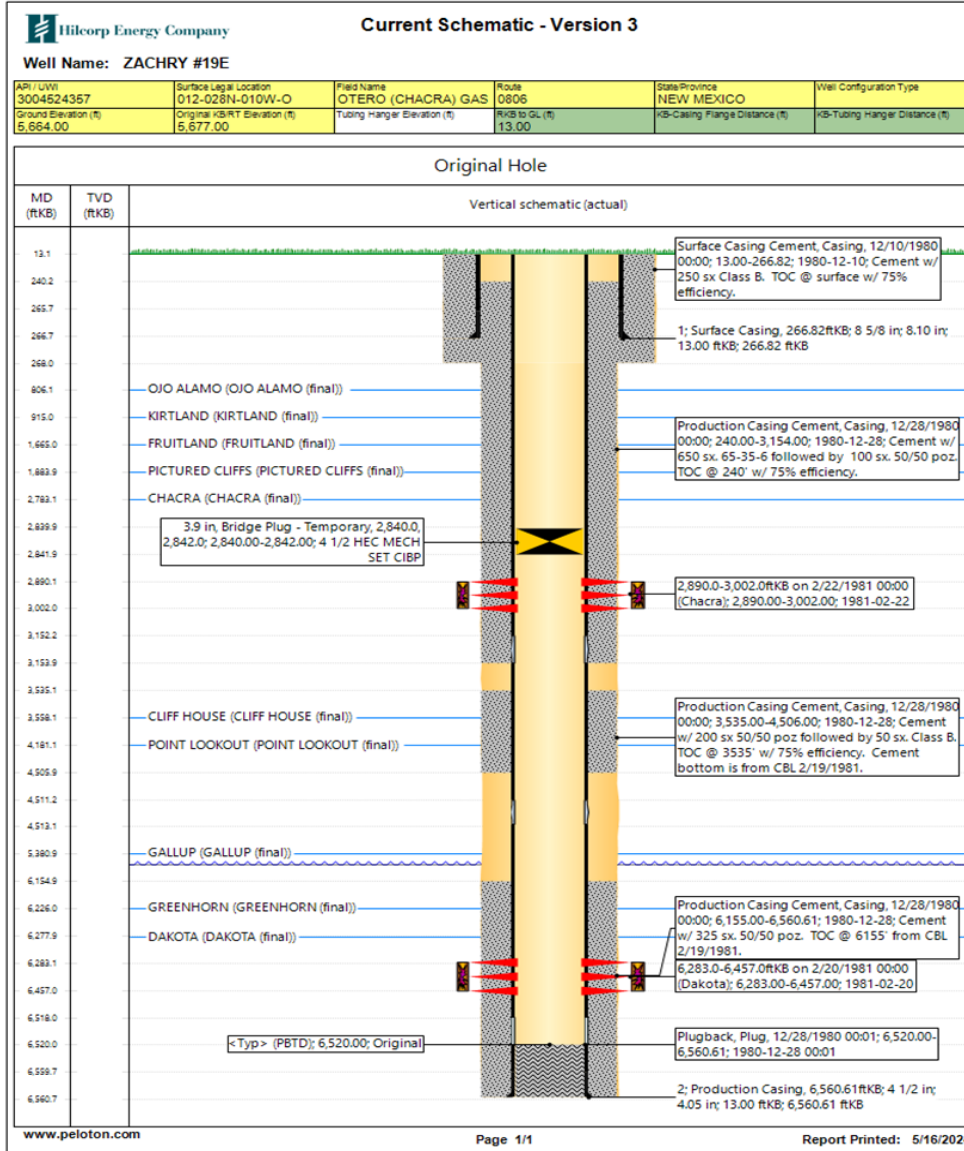 Hilcorp Energy Company
Current Schematic - Version 3
Well Name: ZACHRY #19E
API / UWI
3004524357
Surface Legal Location
012-028N-010W-O
Field Name
OTERO (CHACRA) GAS
Route
0806
State/Province
NEW MEXICO
Well Configuration Type
Ground Elevation (ft)
5,664.00
Original KB/RT Elevation (ft)
5,677.00
Tubing Hanger Elevation (ft)
RKB to GL (ft)
13.00
KB-Casing Flange Distance (ft)
KB-Tubing Hanger Distance (ft)
Original Hole
MD
(ftKB)
TVD
(ftKB)
Vertical schematic (actual)
13.1
240.2
265.7
266.7
268.0
806.1
915.0
1,665.0
1,883.9
2,783.1
2,839.9
2,841.9
2,890.1
3,002.0
3,152.2
3,153.9
3,535.1
3,558.1
4,181.1
4,505.9
4,511.2
4,513.1
5,380.9
6,154.9
6,226.0
6,277.9
6,283.1
6,457.0
6,518.0
6,520.0
6,559.7
6,560.7
OJO ALAMO (OJO ALAMO (final))
KIRTLAND (KIRTLAND (final))
FRUITLAND (FRUITLAND (final))
PICTURED CLIFFS (PICTURED CLIFFS (final))
CHACRA (CHACRA (final))
3.9 in, Bridge Plug - Temporary, 2,840.0,
2,842.0; 2,840.00-2,842.00; 4 1/2 HEC MECH
SET CIBP
CLIFF HOUSE (CLIFF HOUSE (final))
POINT LOOKOUT (POINT LOOKOUT (final))
GALLUP (GALLUP (final))
GREENHORN (GREENHORN (final))
DAKOTA (DAKOTA (final))
<Typ> (PBTD); 6,520.00; Original
Surface Casing Cement, Casing, 12/10/1980
00:00; 13.00-266.82; 1980-12-10; Cement w/
250 sx Class B. TOC @ surface w/ 75%
efficiency.
1; Surface Casing, 266.82ftKB; 8 5/8 in; 8.10 in;
13.00 ftKB; 266.82 ftKB
Production Casing Cement, Casing, 12/28/1980
00:00; 240.00-3,154.00; 1980-12-28; Cement w/
650 sx. 65-35-6 followed by 100 sx. 50/50 poz.
TOC @ 240' w/ 75% efficiency.
2,890.0-3,002.0ftKB on 2/22/1981 00:00
(Chacra); 2,890.00-3,002.00; 1981-02-22
Production Casing Cement, Casing, 12/28/1980
00:00; 3,535.00-4,506.00; 1980-12-28; Cement
w/ 200 sx 50/50 poz followed by 50 sx. Class B.
TOC @ 3535' w/ 75% efficiency. Cement
bottom is from CBL 2/19/1981.
Production Casing Cement, Casing, 12/28/1980
00:00; 6,155.00-6,560.61; 1980-12-28; Cement
w/ 325 sx. 50/50 poz. TOC @ 6155' from CBL
2/19/1981.
6,283.0-6,457.0ftKB on 2/20/1981 00:00
(Dakota); 6,283.00-6,457.00; 1981-02-20
Plugback, Plug, 12/28/1980 00:01; 6,520.00-
6,560.61; 1980-12-28 00:01
2; Production Casing, 6,560.61ftKB; 4 1/2 in;
4.05 in; 13.00 ftKB; 6,560.61 ftKB
www.peloton.com
Page 1/1
Report Printed: 5/16/202